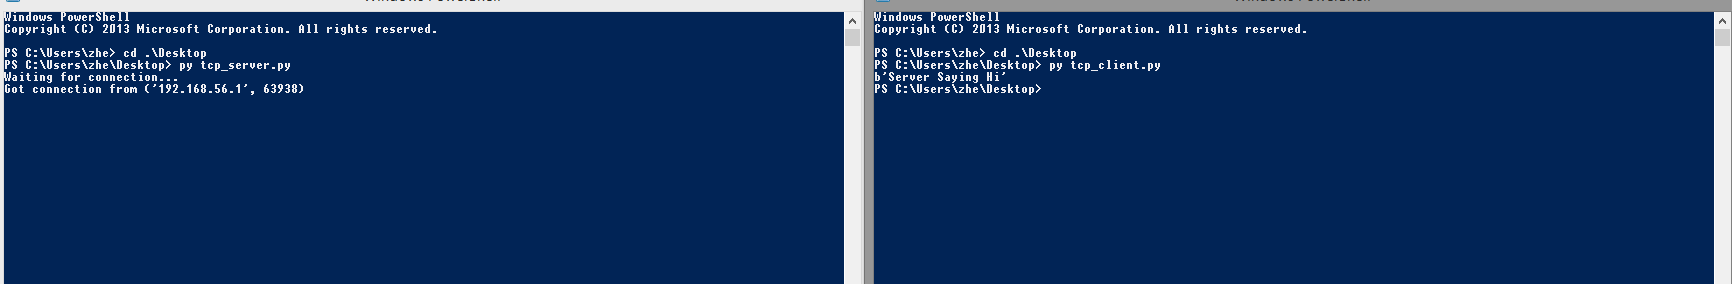 Windows PowerShell
Copyright (C) 2013 Microsoft Corporation. All rights reserved.
PS C:\Users\zhe> cd .\Desktop
PS C:\Users\zhe\Desktop> py tcp_server.py
Waiting for connection...
Got connection from ('192.168.56.1', 63938)
Windows PowerShell
Copyright (C) 2013 Microsoft Corporation. All rights reserved.
PS C:\Users\zhe> cd .\Desktop
PS C:\Users\zhe\Desktop> py tcp_client.py
b'Server Saying Hi'
PS C:\Users\zhe\Desktop>